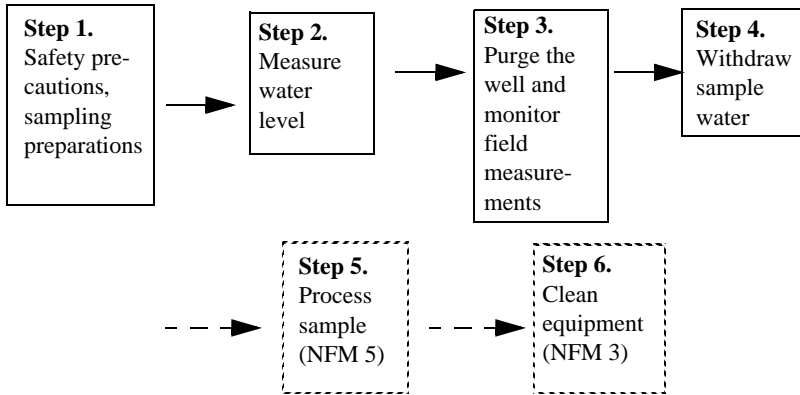 Step 1.
Safety pre-
cautions,
sampling
preparations
Step 2.
Measure
water
level
Step 3.
Purge the
well and
monitor
field
measure-
ments
Step 4.
Withdraw
sample
water
Step 5.
Process
sample
(NFM 5)
Step 6.
Clean
equipment
(NFM 3)